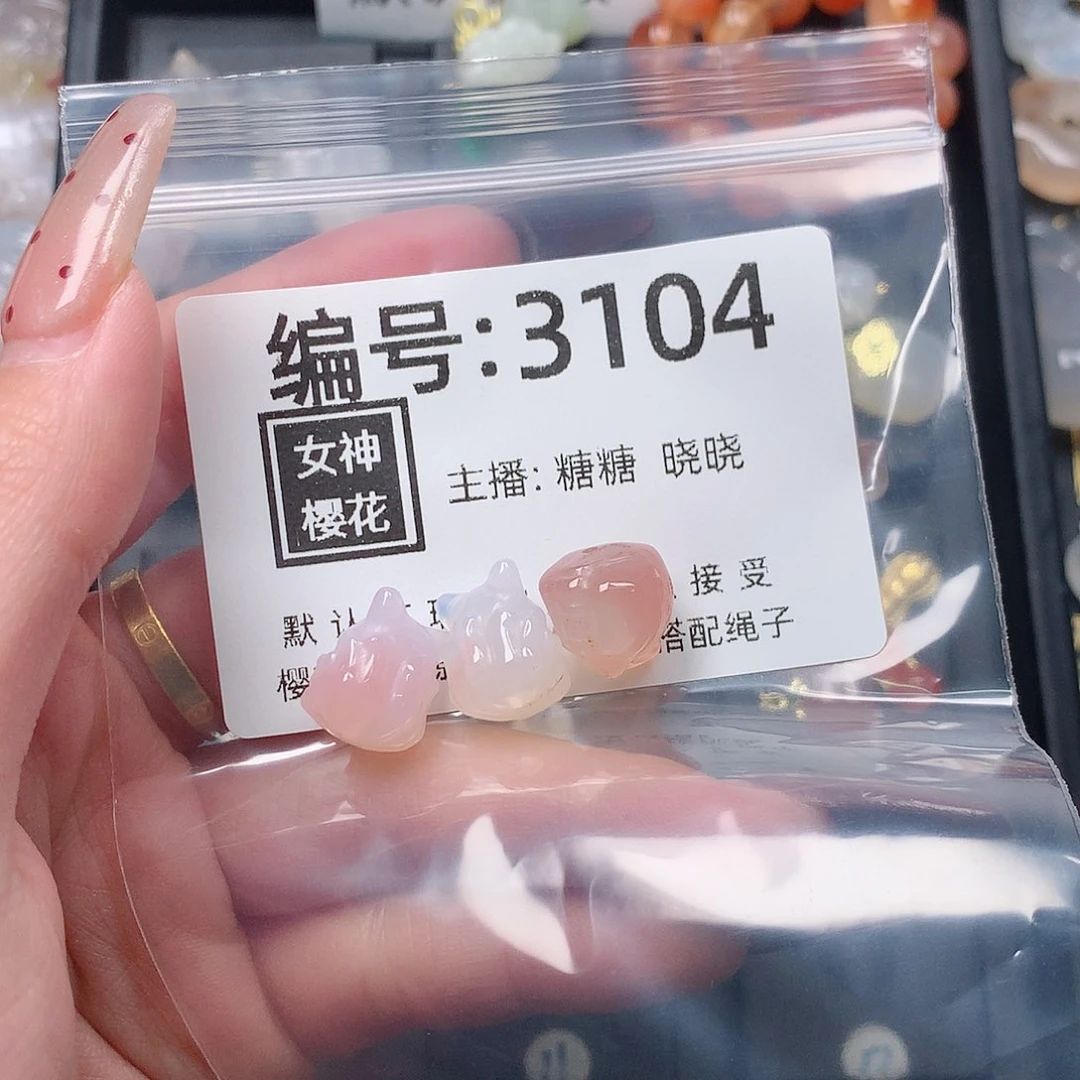 编号:3104
女神
樱花
主播: 糖糖 晓晓
默认 接受
樱 搭配绳子